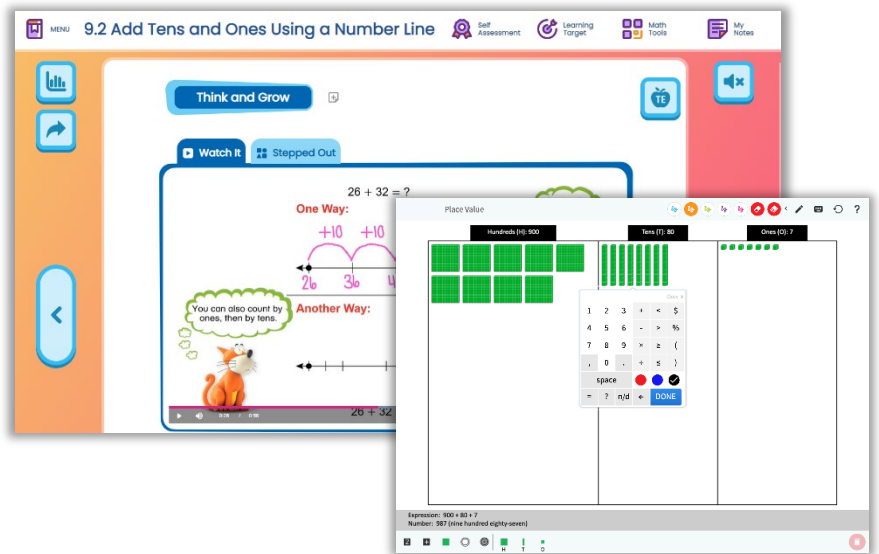 MENU
9.2 Add Tens and Ones Using a Number Line
Self
Assessment
Learning
Target
Math
Tools
My
Notes
Think and Grow
TE
Watch It
Stepped Out
26 + 32 = ?
One Way:
+10 +10
26 36 4
You can also count by
ones, then by tens.
Another Way:
26 + 32
Place Value
?
Hundreds (H): 900
Tens (T): 80
Ones (O): 7
1 2 3 + < $
4 5 6 - > %
7 8 9 × ≥ (
, 0 . ÷ ≤ )
space
= ? n/d DONE
Expression: 900 + 80 + 7
Number: 987 (nine hundred eighty-seven)
H T O